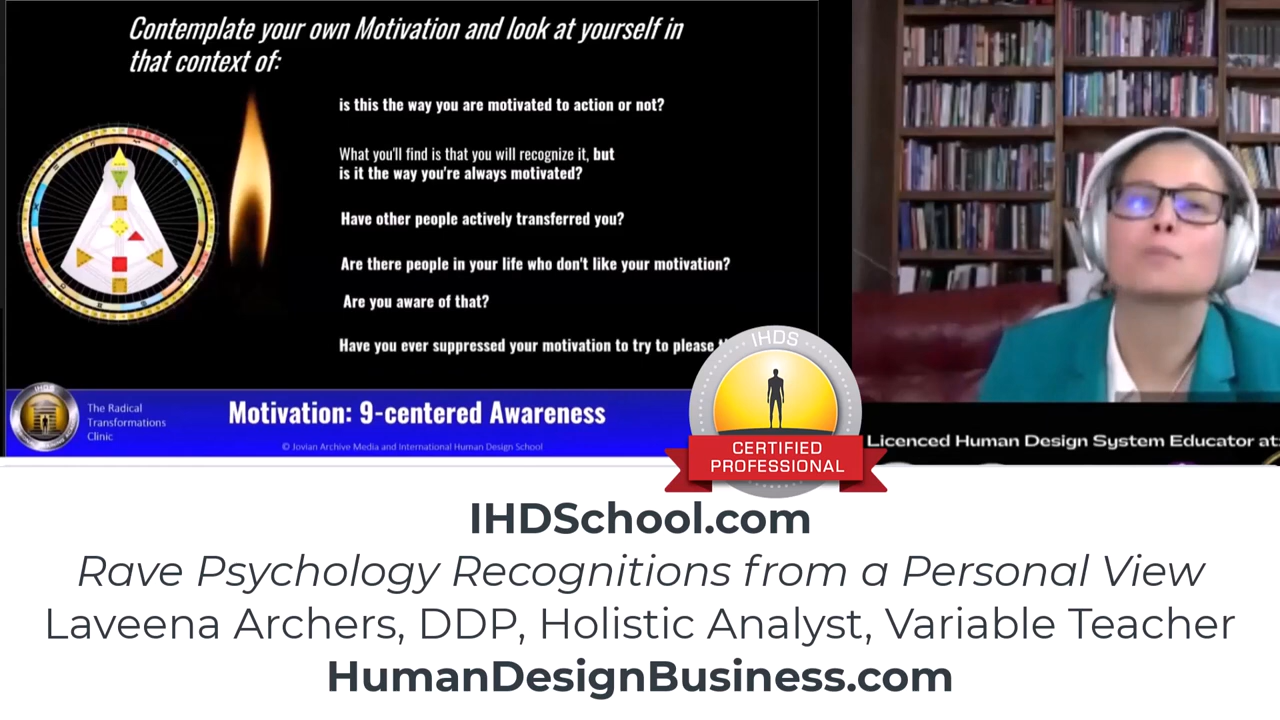 Contemplate your own Motivation and look at yourself in
that context of:
is this the way you are motivated to action or not?
What you'll find is that you will recognize it, but
is it the way you're always motivated?
Have other people actively transferred you?
Are there people in your life who don't like your motivation?
Are you aware of that?
Have you ever suppressed your motivation to try to please
IHDS
The Radical
Transformations
Clinic
Motivation: 9-centered Awareness
© Jovian Archive Media and International Human Design School
IHDS
CERTIFIED
PROFESSIONAL
Licenced Human Design System Educator at:
IHDSchool.com
Rave Psychology Recognitions from a Personal View
Laveena Archers, DDP, Holistic Analyst, Variable Teacher
HumanDesignBusiness.com